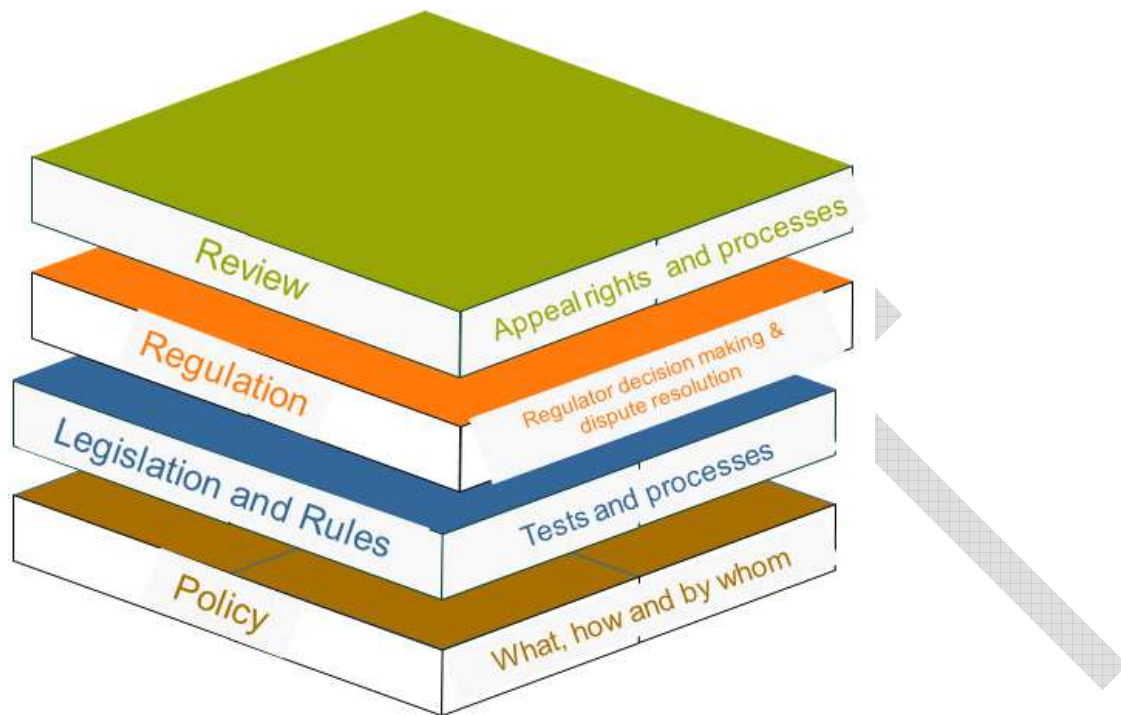 Review
Appeal rights and processes
Regulation
Regulator decision making &
dispute resolution
Legislation and Rules
Tests and processes
Policy
What, how and by whom